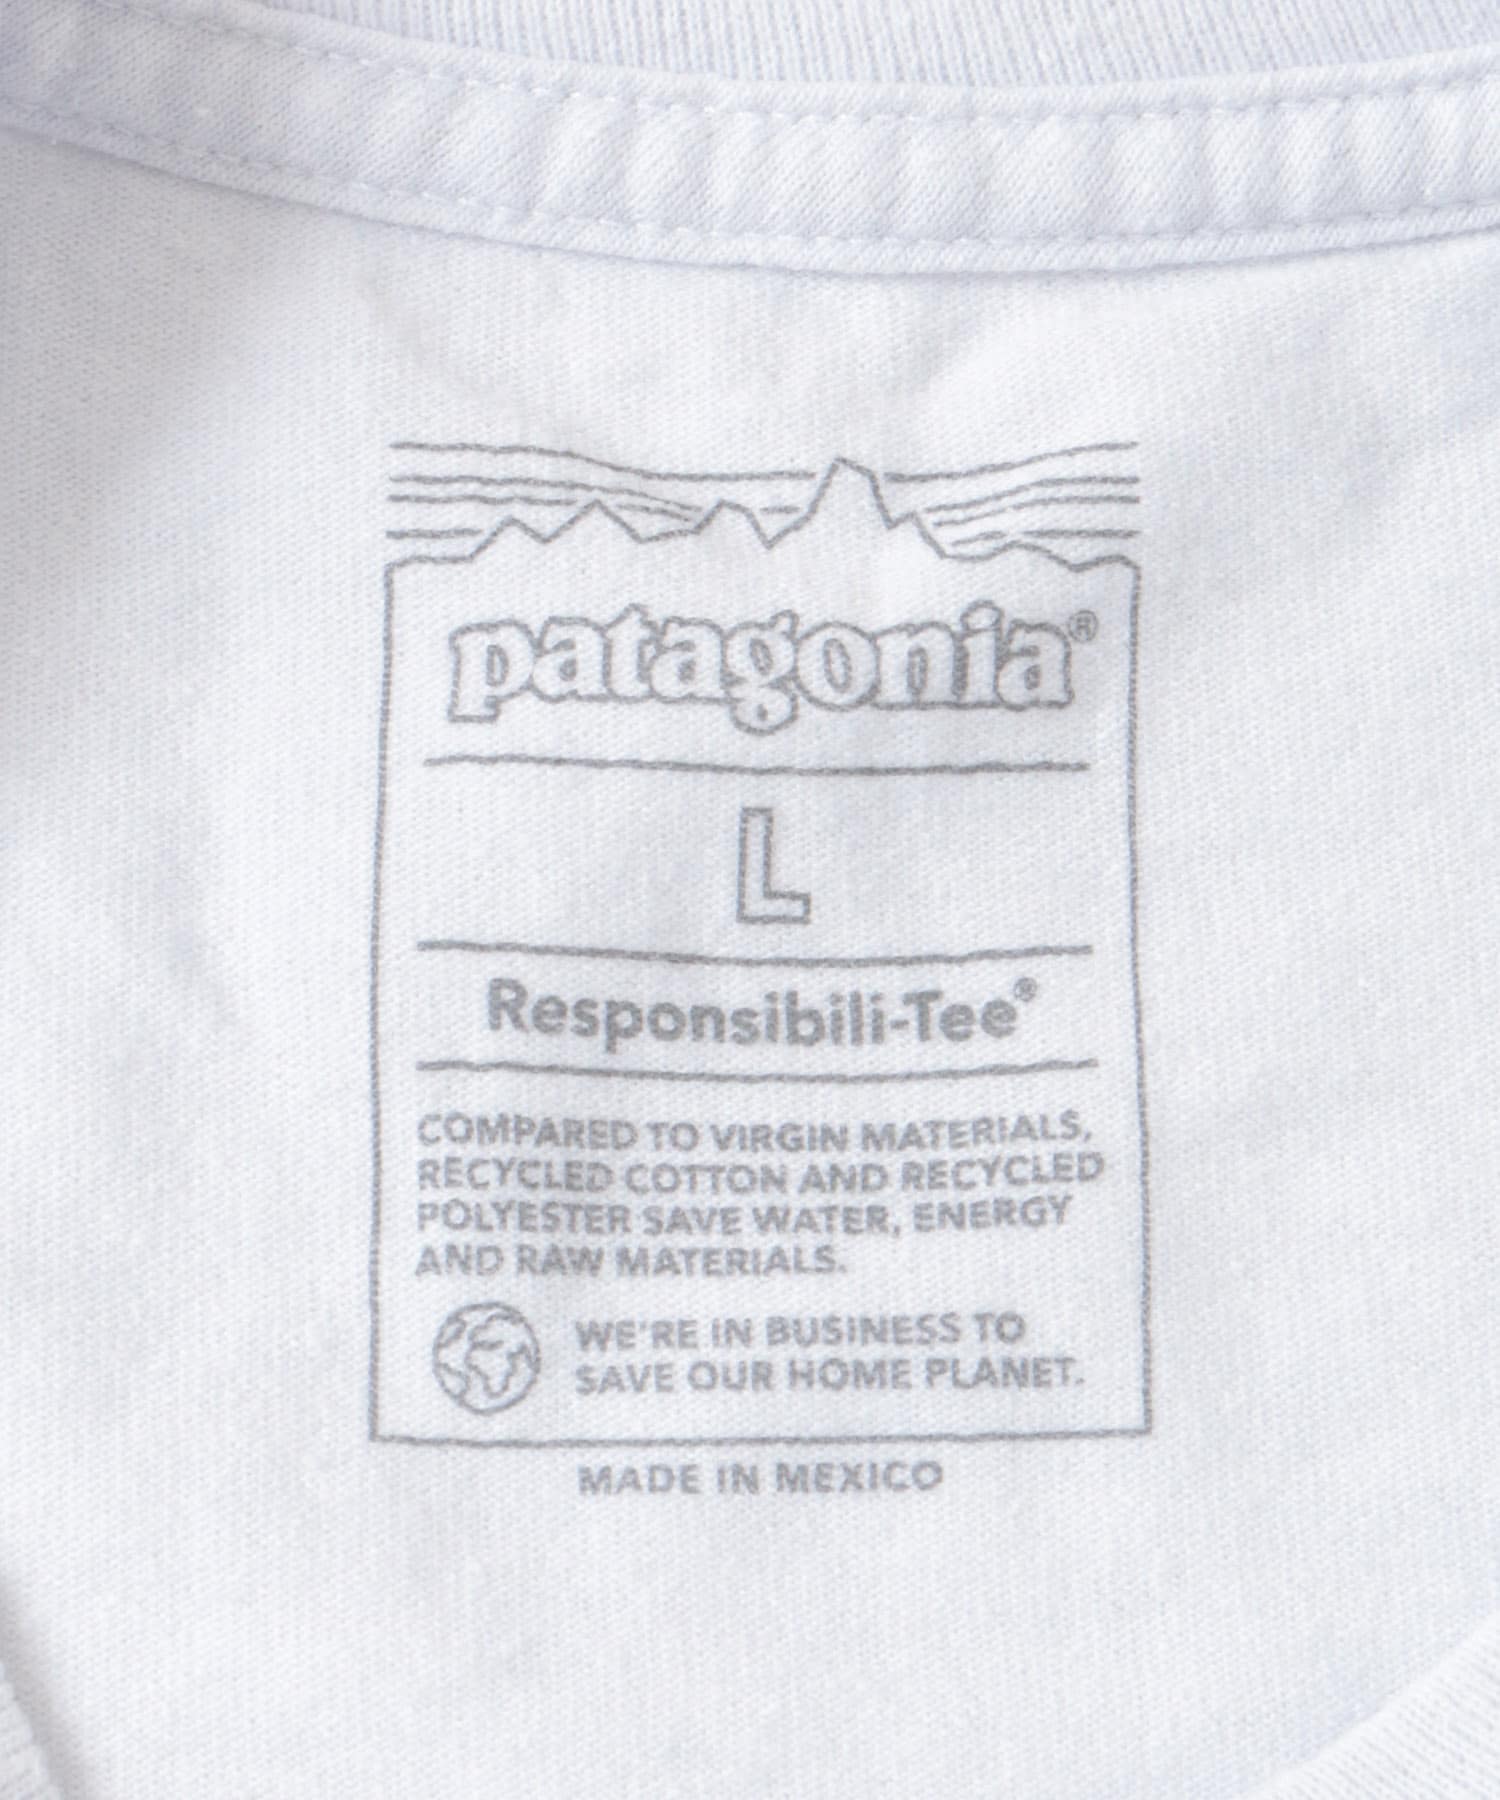 patagonia®
L
Responsibili-Tee®
COMPARED TO VIRGIN MATERIALS,
RECYCLED COTTON AND RECYCLED
POLYESTER SAVE WATER, ENERGY
AND RAW MATERIALS.
WE'RE IN BUSINESS TO
SAVE OUR HOME PLANET.
MADE IN MEXICO